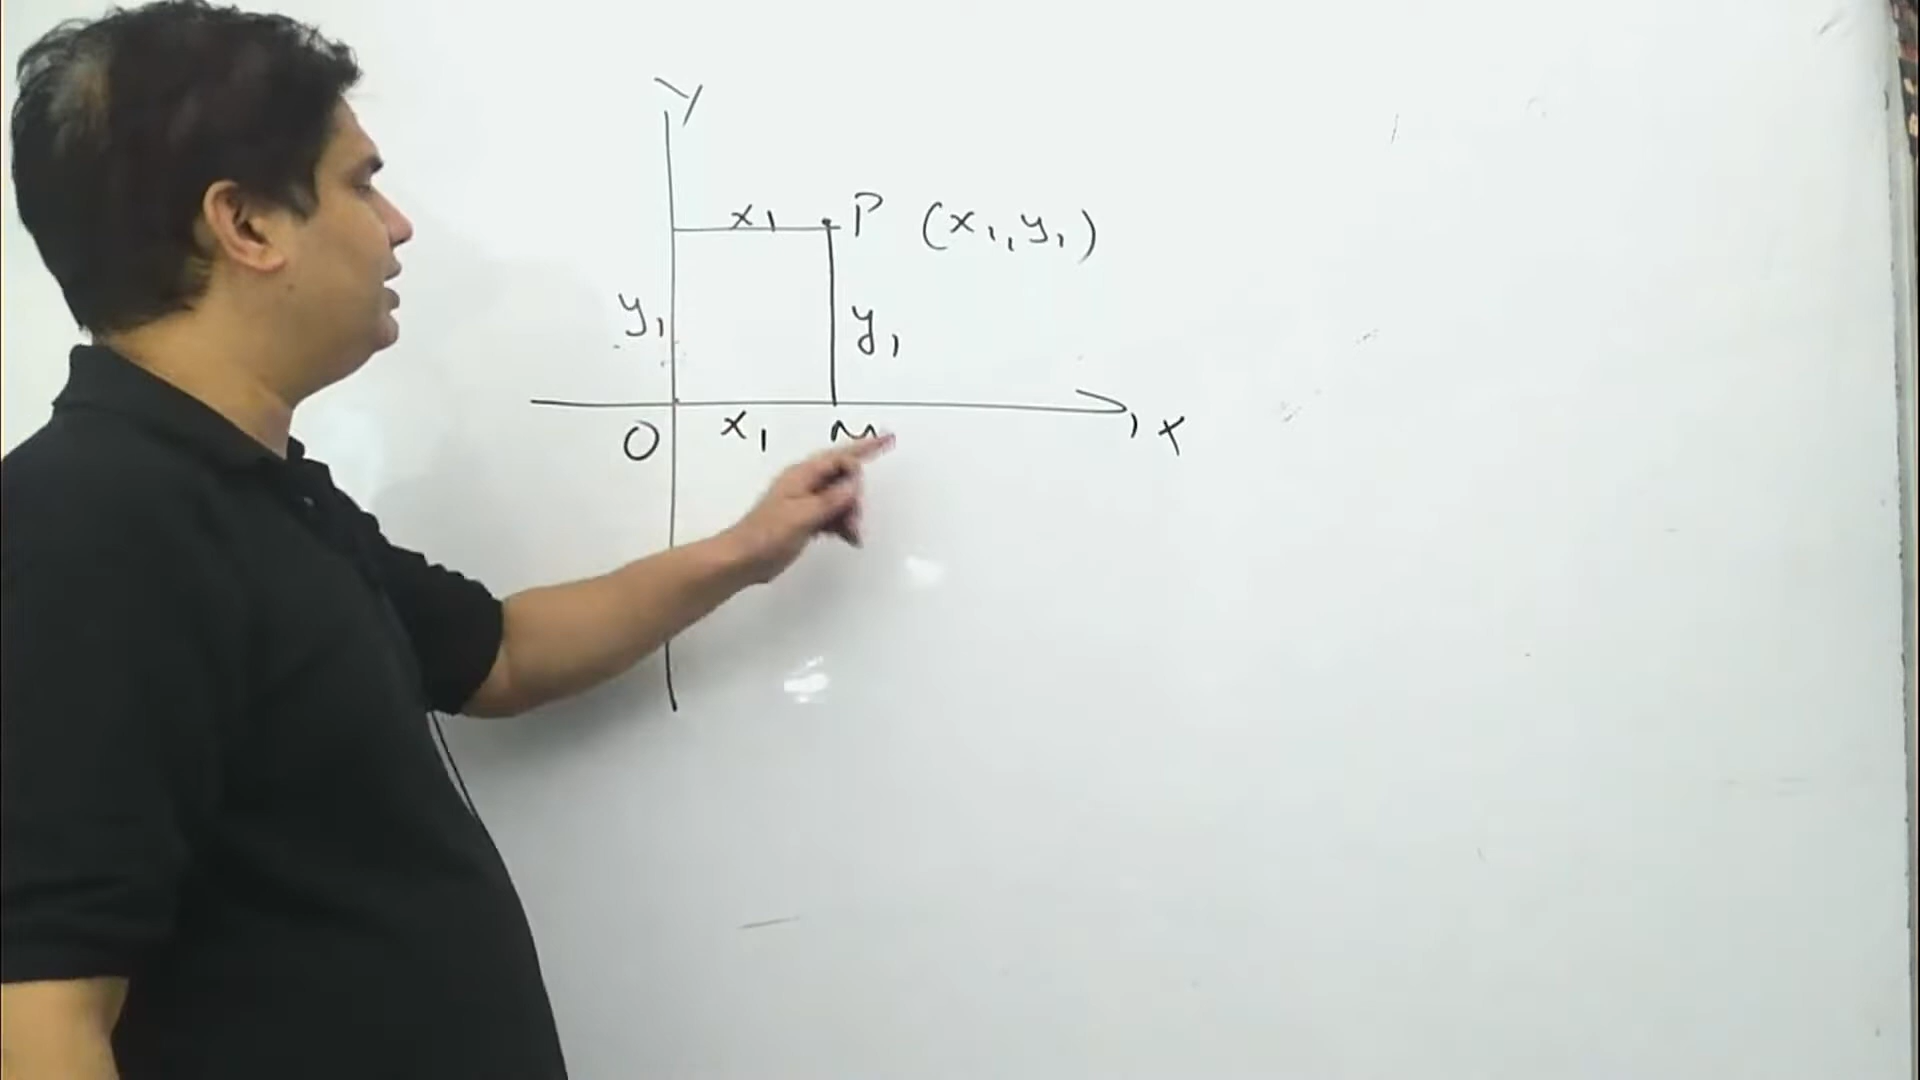 y
x₁ P (x₁, y₁)
y₁ y₁
O x₁ M x